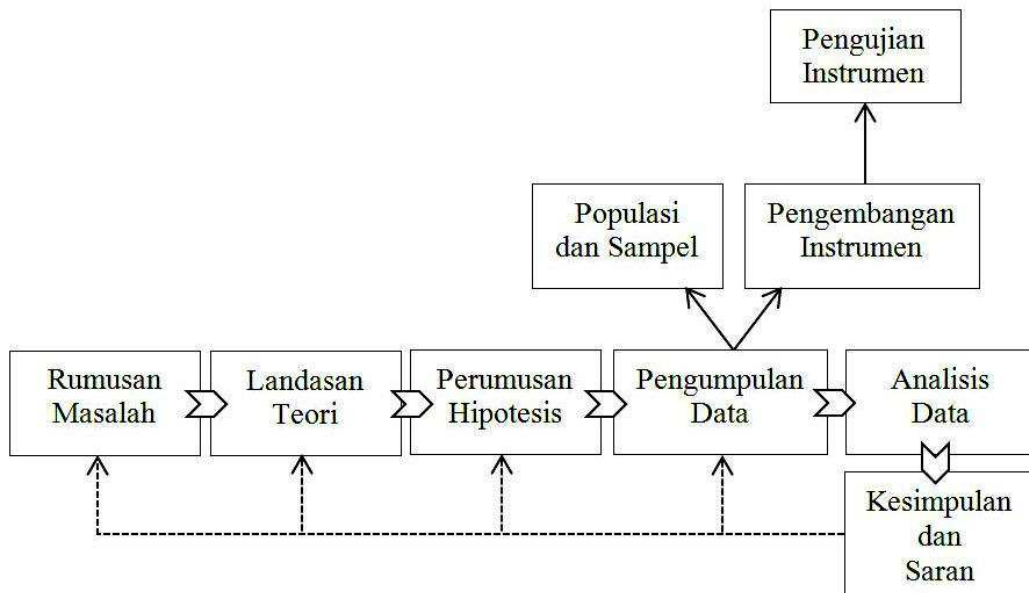 Pengujian
Instrumen
Populasi
dan Sampel
Pengembangan
Instrumen
Rumusan
Masalah
Landasan
Teori
Perumusan
Hipotesis
Pengumpulan
Data
Analisis
Data
Kesimpulan
dan
Saran